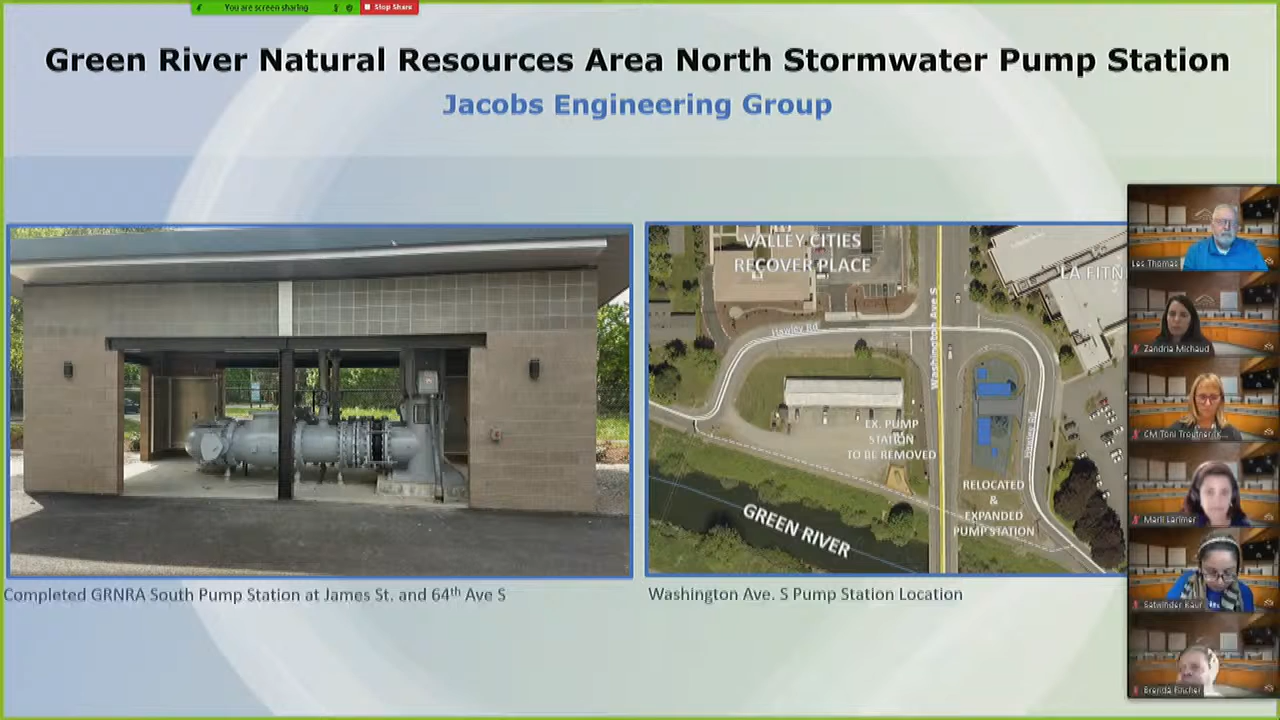 You are screen sharing
Stop Share
Green River Natural Resources Area North Stormwater Pump Station
Jacobs Engineering Group
VALLEY CITIES
RECOVER PLACE
LA FITN
Hawley Rd
Washington Ave S
EX. PUMP
STATION
TO BE REMOVED
RELOCATED
&
EXPANDED
PUMP STATION
GREEN RIVER
Completed GRNRA South Pump Station at James St. and 64th Ave S
Washington Ave. S Pump Station Location
Les Thomas
Zandria Michaud
CM Toni Troutner
Marli Larimer
Satwinder Kaur
Brenda Fincher